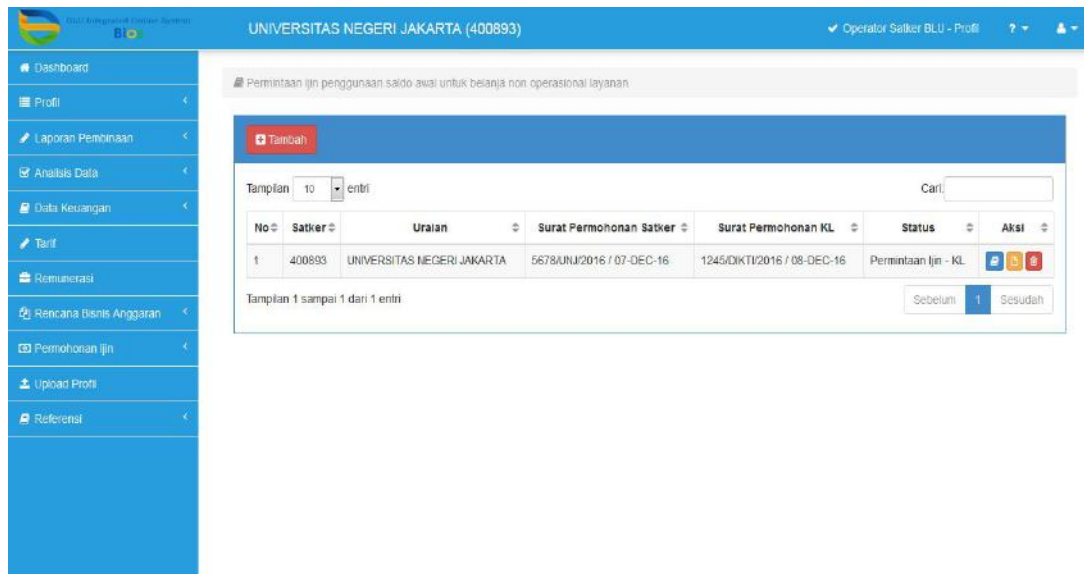 BLU Integrated Online System
Bios
UNIVERSITAS NEGERI JAKARTA (400893)
Operator Satker BLU - Profil
?
Dashboard
Profil
Laporan Pembinaan
Analisis Data
Data Keuangan
Tarif
Remunerasi
Rencana Bisnis Anggaran
Permohonan Ijin
Upload Profil
Referensi
Permintaan ijin penggunaan saldo awal untuk belanja non operasional layanan
Tambah
Tampilan 10 entri Cari:
No Satker Uraian Surat Permohonan Satker Surat Permohonan KL Status Aksi
1 400893 UNIVERSITAS NEGERI JAKARTA 5678/UNJ/2016 / 07-DEC-16 1245/DIKTI/2016 / 08-DEC-16 Permintaan Ijin - KL
Tampilan 1 sampai 1 dari 1 entri
Sebelum 1 Sesudah